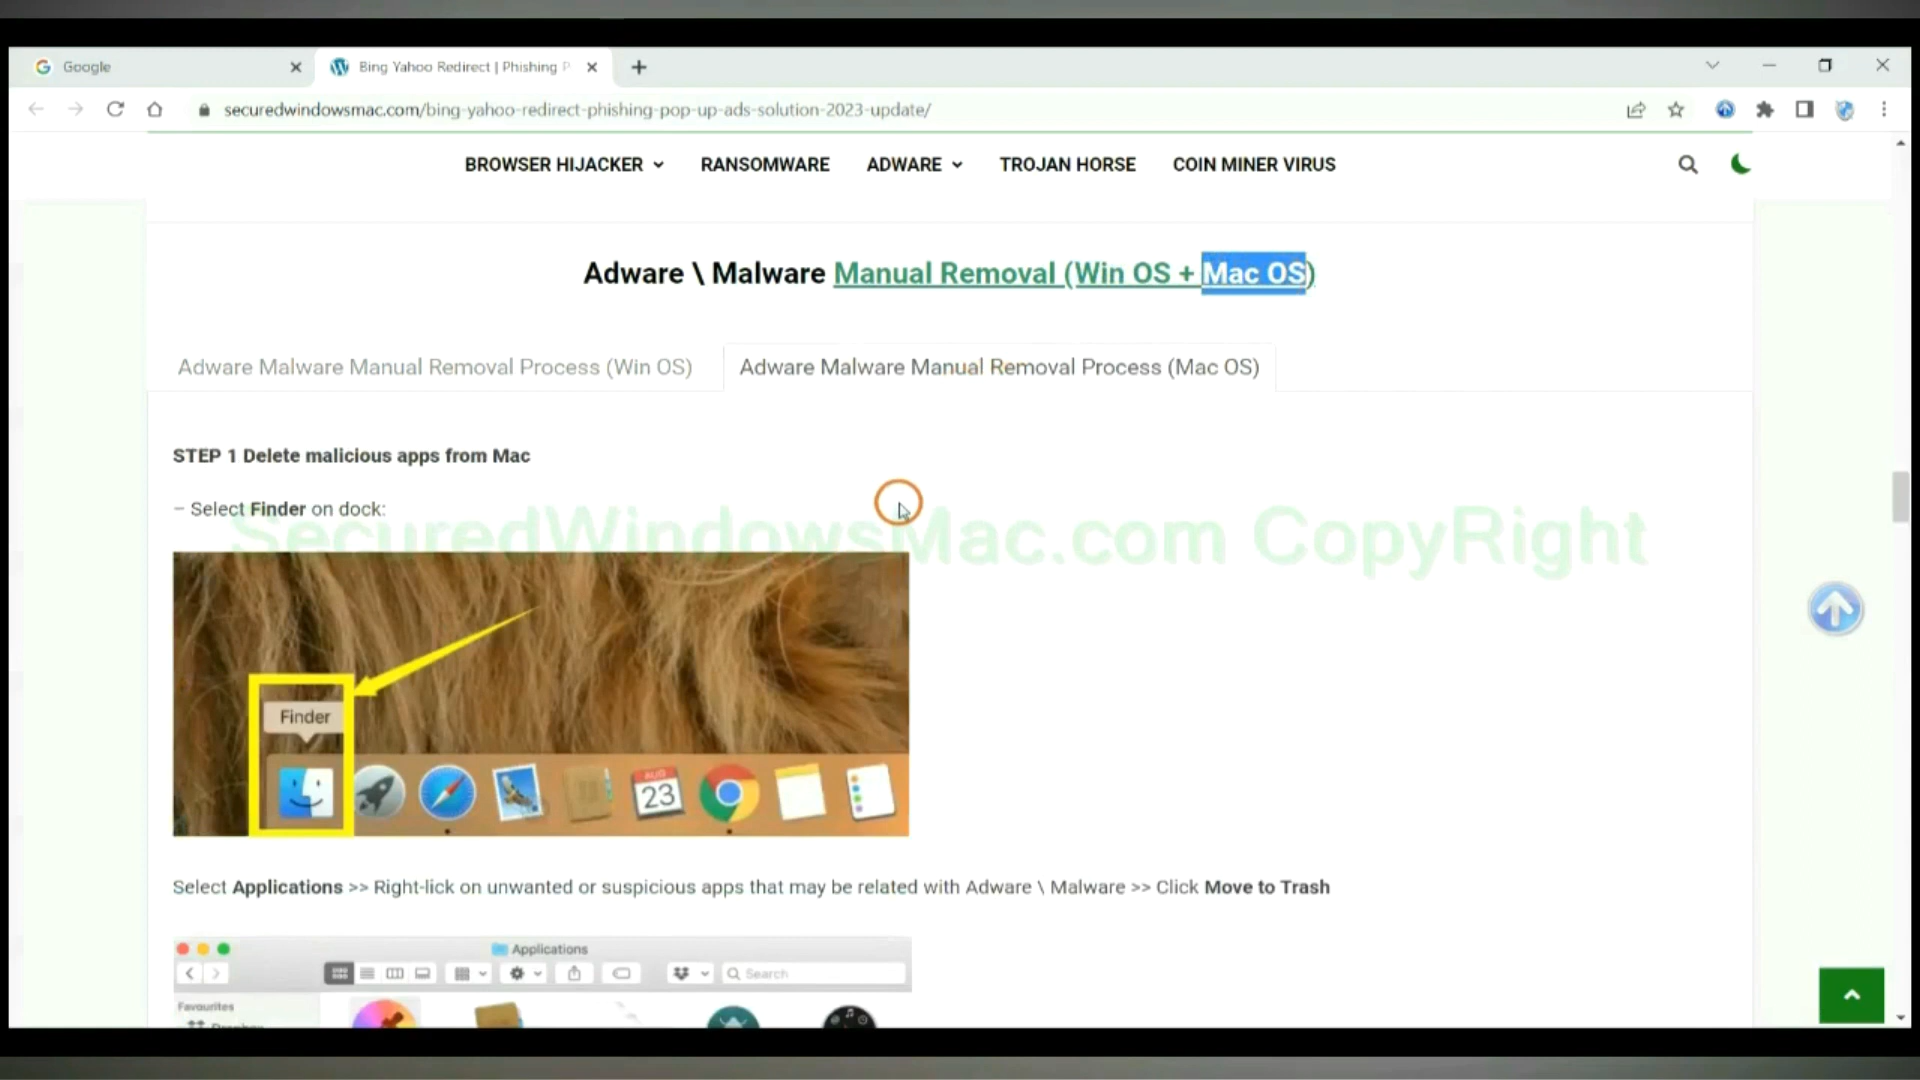 Google
Bing Yahoo Redirect | Phishing P
securedwindowsmac.com/bing-yahoo-redirect-phishing-pop-up-ads-solution-2023-update/
BROWSER HIJACKER RANSOMWARE ADWARE TROJAN HORSE COIN MINER VIRUS
Adware \ Malware Manual Removal (Win OS + Mac OS)
Adware Malware Manual Removal Process (Win OS)
Adware Malware Manual Removal Process (Mac OS)
STEP 1 Delete malicious apps from Mac
– Select Finder on dock:
SecuredWindowsMac.com CopyRight
Finder
AUG
23
Select Applications >> Right-lick on unwanted or suspicious apps that may be related with Adware \ Malware >> Click Move to Trash
Applications
Search
Favourites